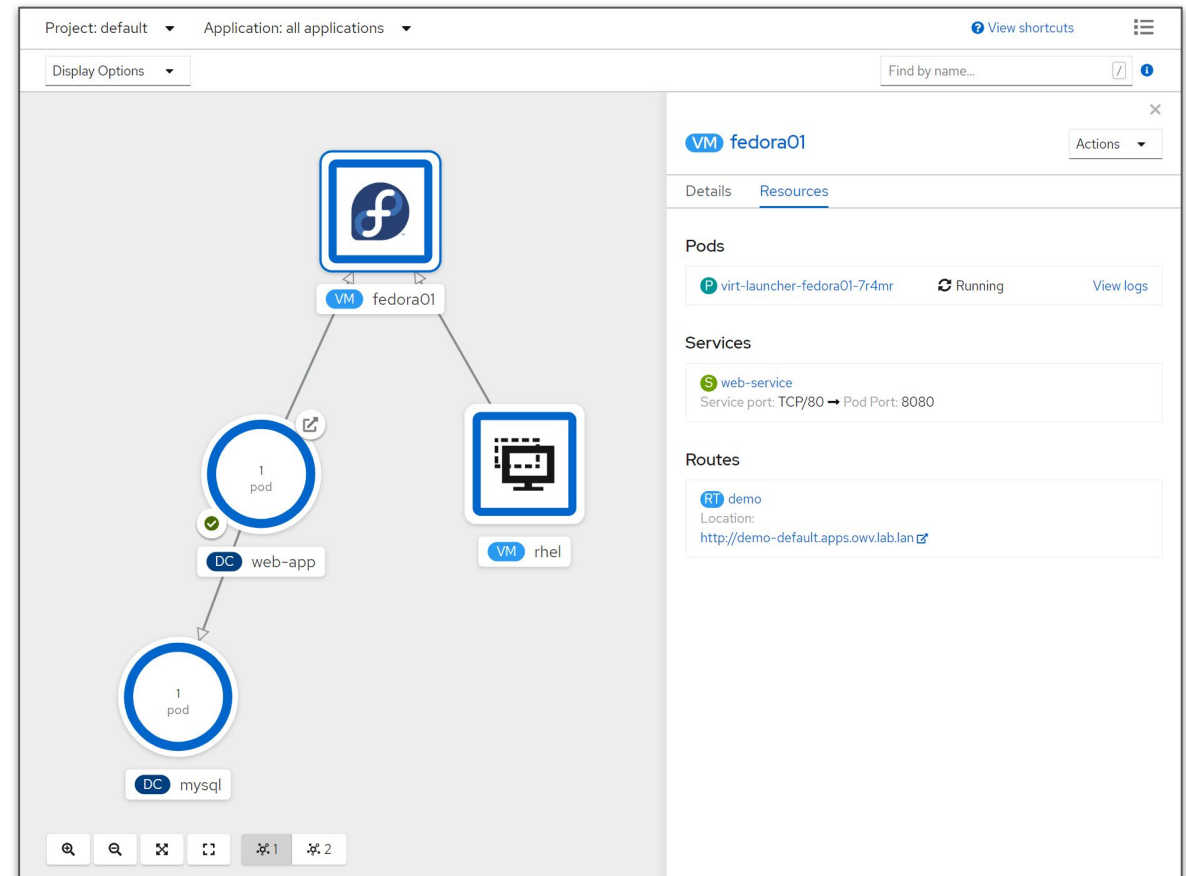 Project: default
Application: all applications
View shortcuts
Display Options
Find by name...
/
VM fedora01
Actions
Details
Resources
Pods
P virt-launcher-fedora01-7r4mr
Running
View logs
Services
S web-service
Service port: TCP/80 ➞ Pod Port: 8080
Routes
RT demo
Location:
http://demo-default.apps.owv.lab.lan
VM fedora01
1
pod
DC web-app
VM rhel
1
pod
DC mysql
1
2